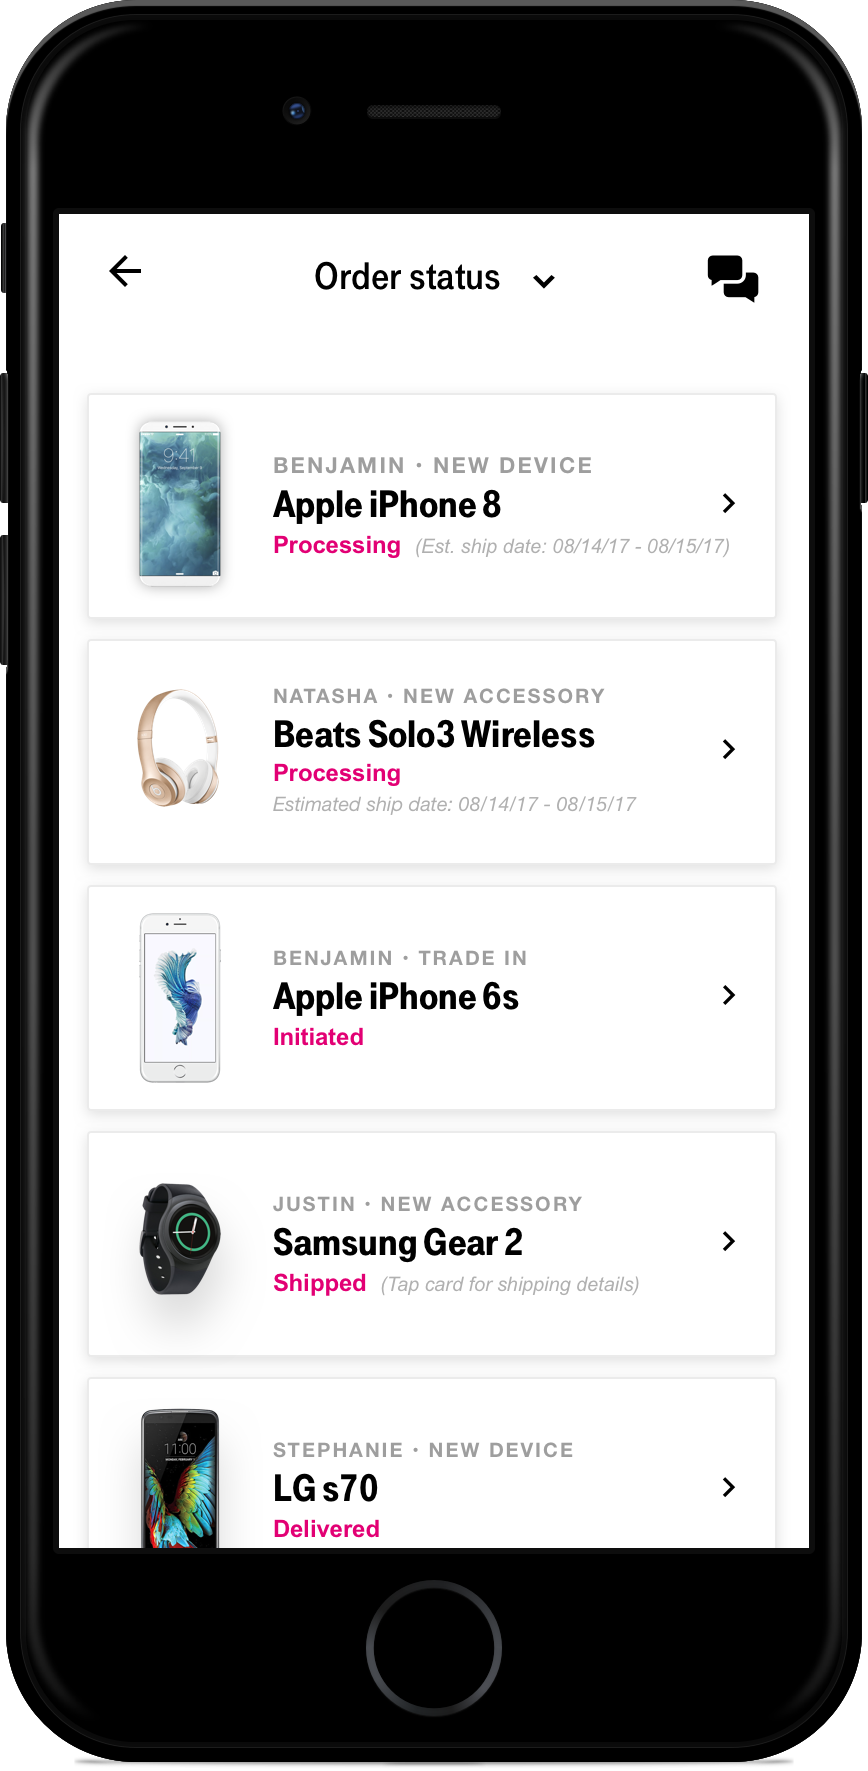 Order status
9:41
BENJAMIN · NEW DEVICE
Apple iPhone 8
Processing (Est. ship date: 08/14/17 - 08/15/17)
NATASHA · NEW ACCESSORY
Beats Solo3 Wireless
Processing
Estimated ship date: 08/14/17 - 08/15/17
BENJAMIN · TRADE IN
Apple iPhone 6s
Initiated
JUSTIN · NEW ACCESSORY
Samsung Gear 2
Shipped (Tap card for shipping details)
11:00
STEPHANIE · NEW DEVICE
LG s70
Delivered